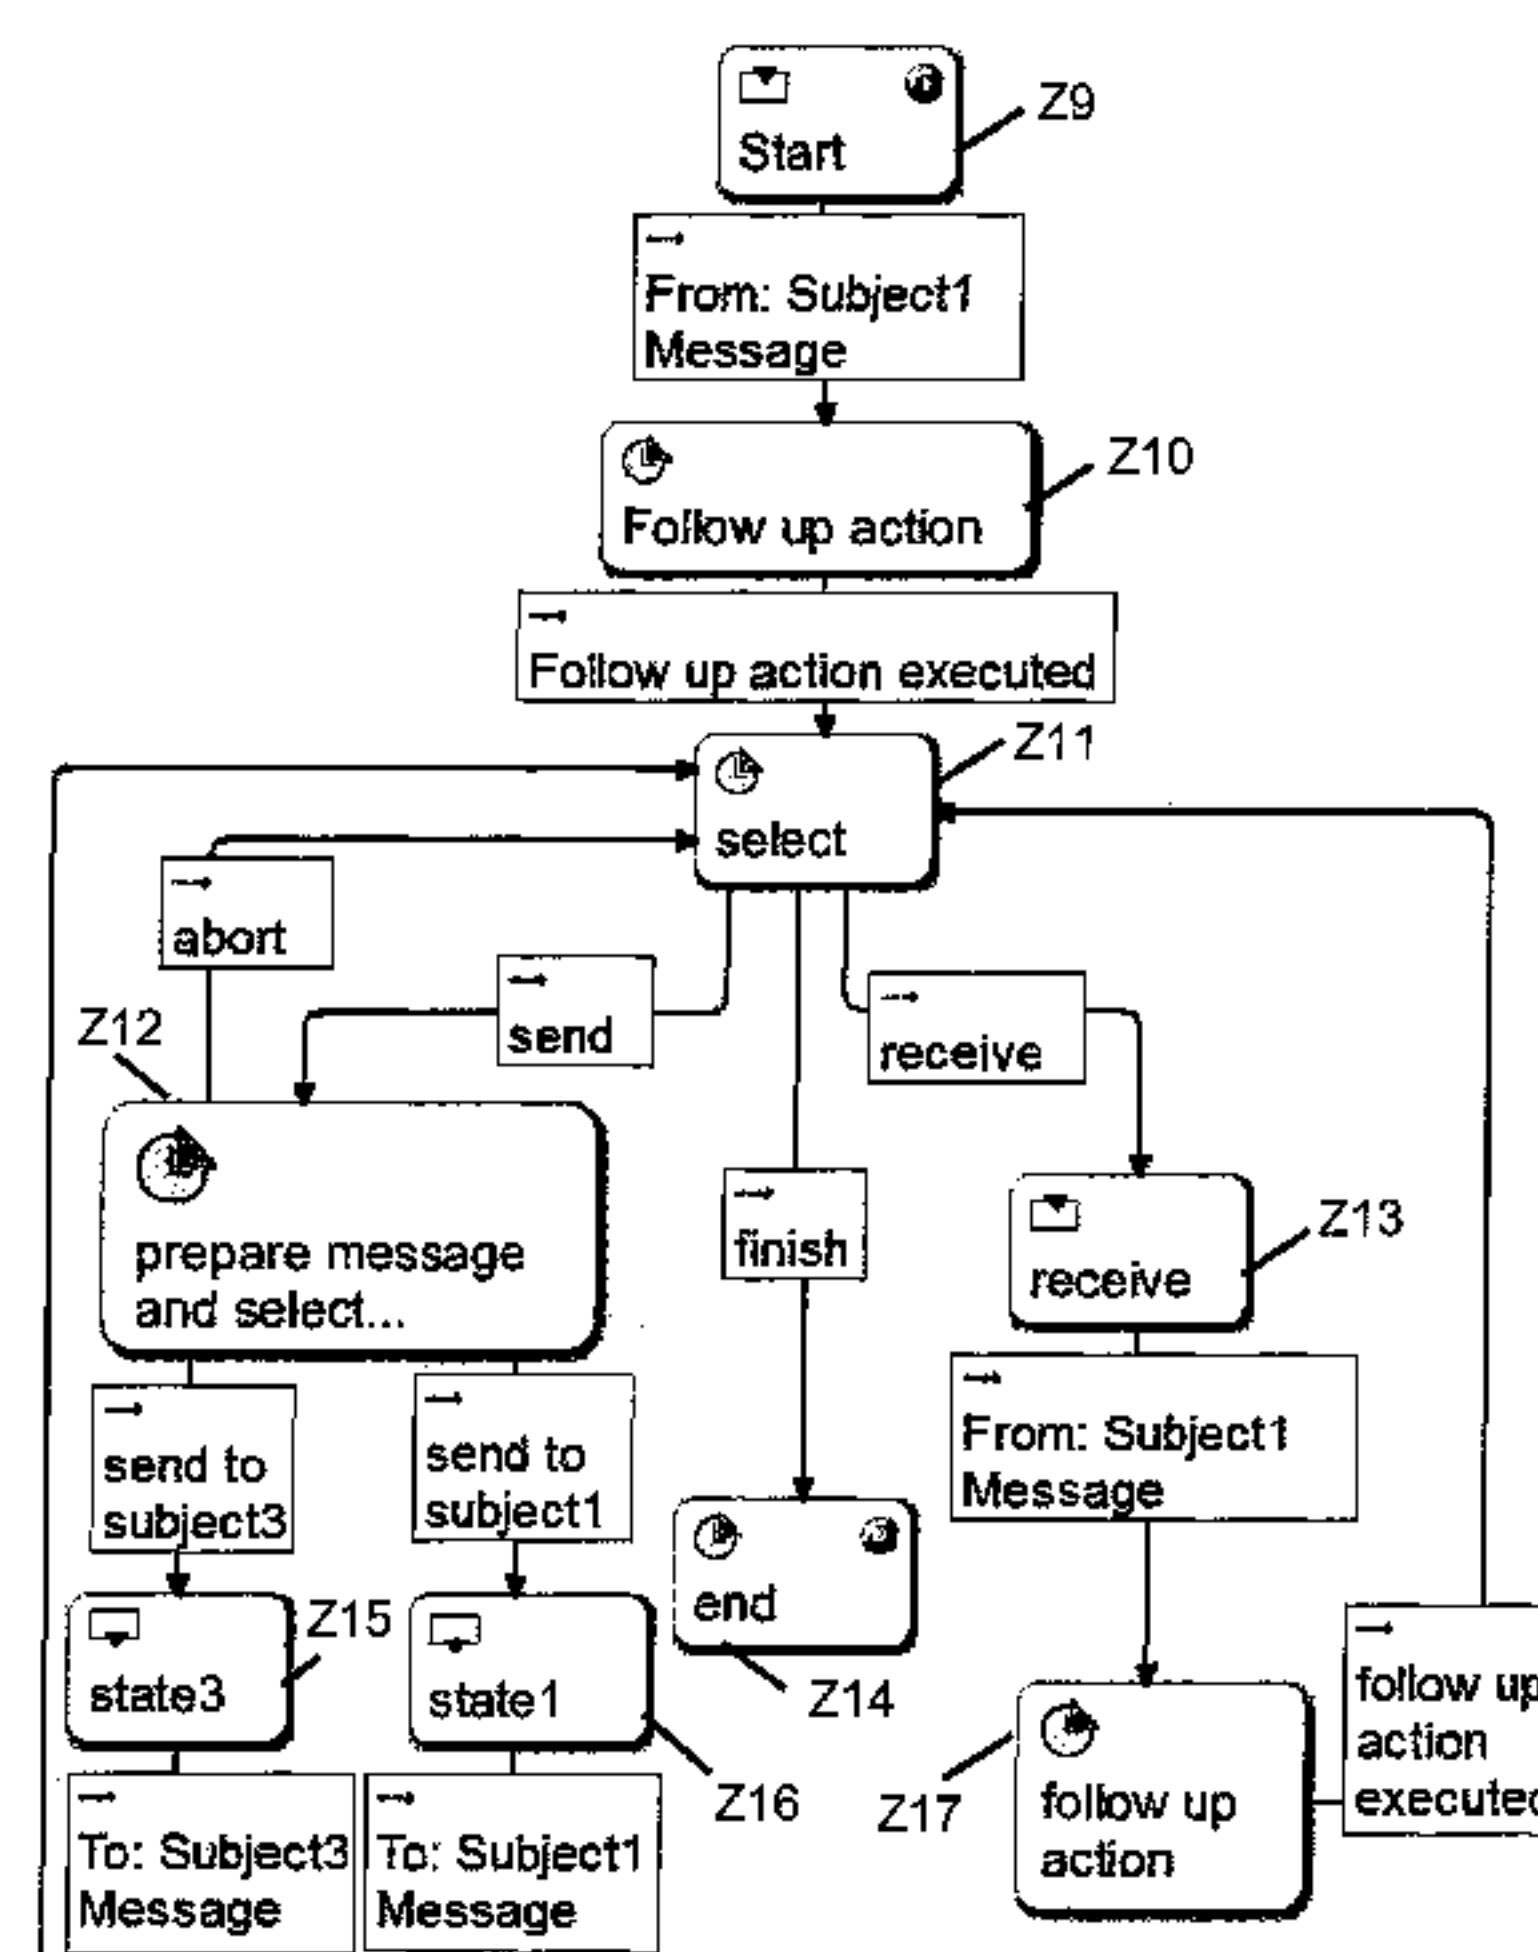 Start
Z9
From: Subject1
Message
Z10
Follow up action
Follow up action executed
Z11
select
abort
send
receive
Z12
prepare message
and select...
finish
receive
Z13
send to
subject3
send to
subject1
From: Subject1
Message
end
Z14
Z15
state3
state1
Z16
follow up
action
executed
Z17
follow up
action
To: Subject3
Message
To: Subject1
Message